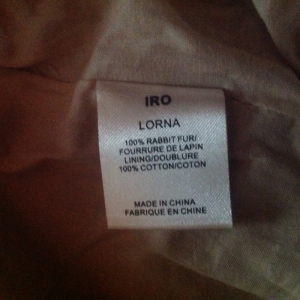 IRO
LORNA
100% RABBIT FUR/
FOURRURE DE LAPIN
LINING/DOUBLURE
100% COTTON/COTON
MADE IN CHINA
FABRIQUE EN CHINE